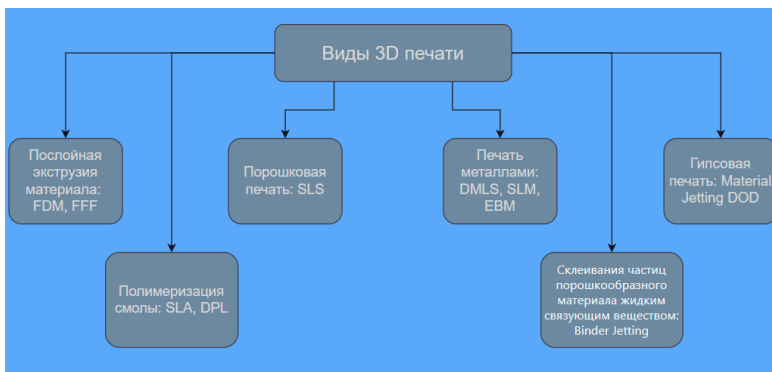 Виды 3D печати
Послойная
экструзия
материала:
FDM, FFF
Порошковая
печать: SLS
Печать
металлами:
DMLS, SLM,
EBM
Гипсовая
печать: Material
Jetting DOD
Полимеризация
смолы: SLA, DPL
Склеивания частиц
порошкообразного
материала жидким
связующим веществом:
Binder Jetting